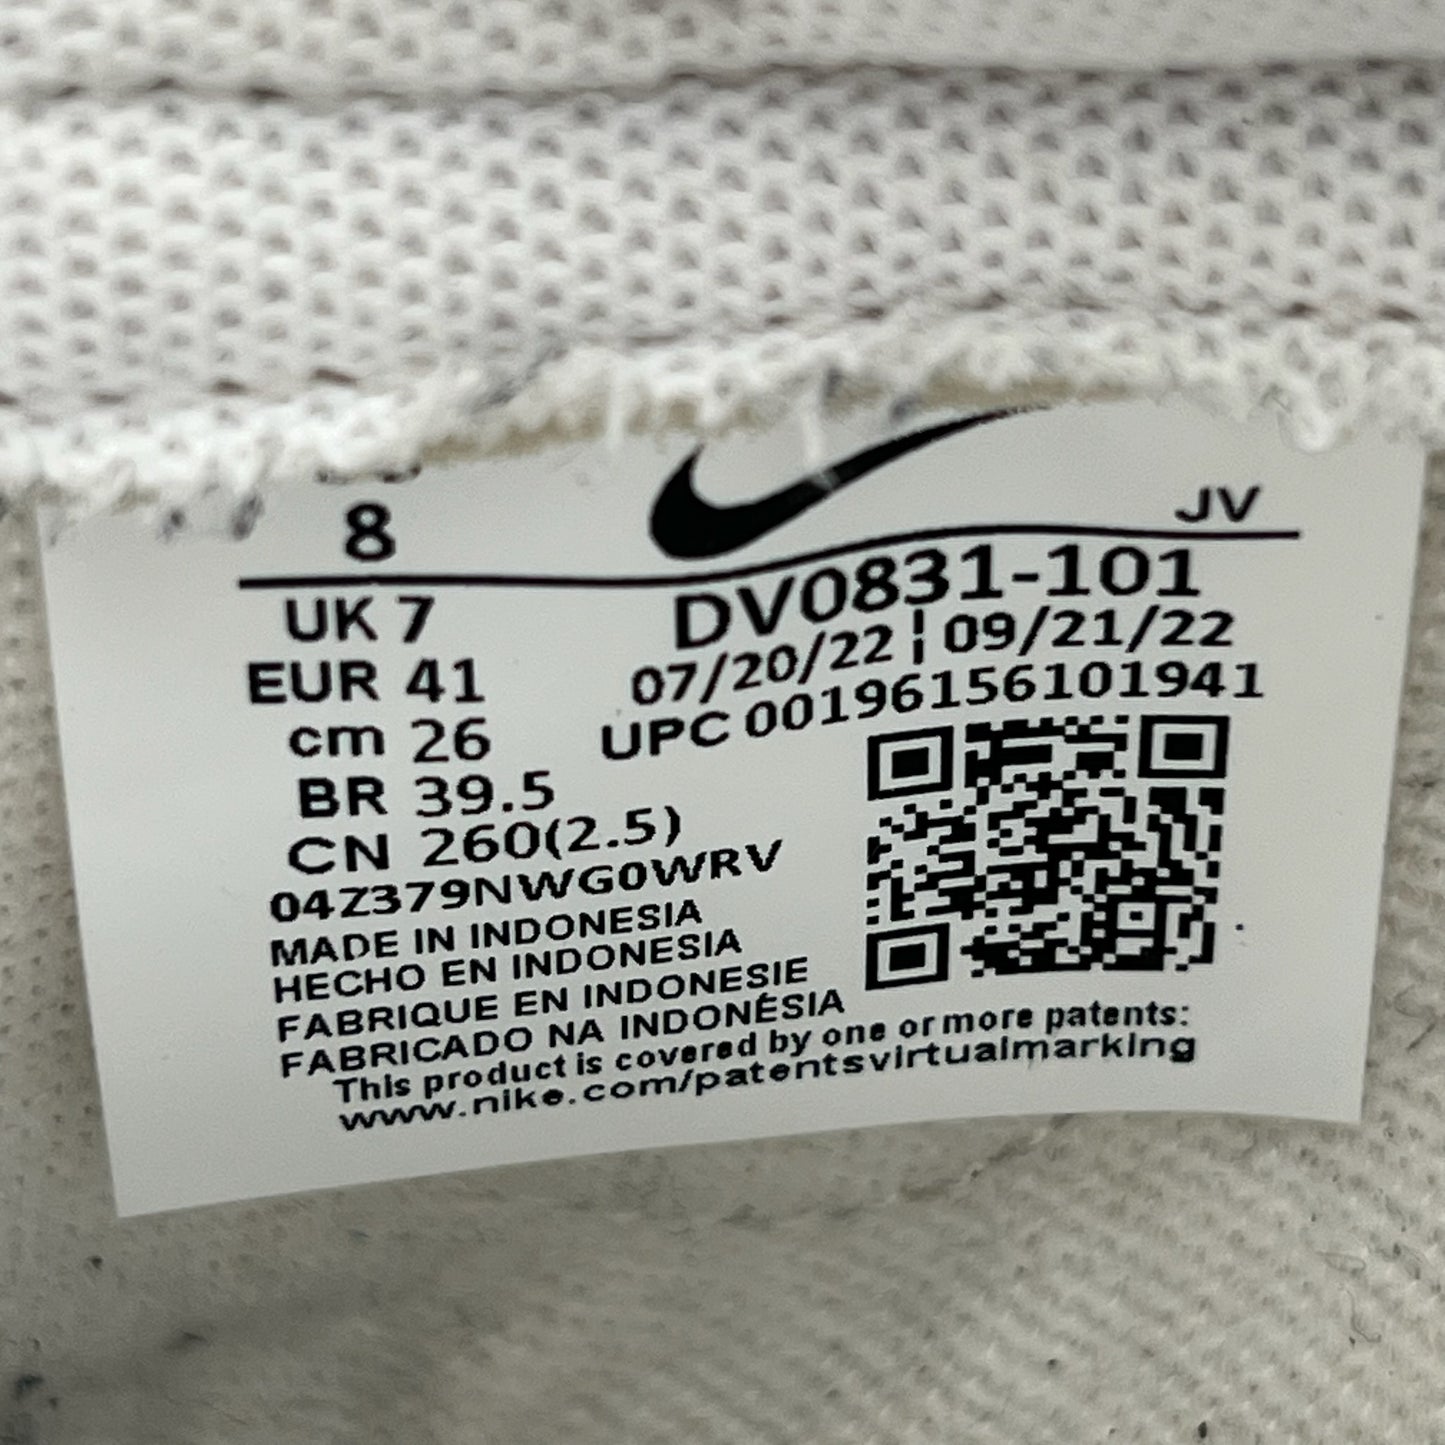 8
JV
UK 7
DV0831-101
EUR 41
07/20/22 ¦ 09/21/22
cm 26
UPC 00196156101941
BR 39.5
CN 260(2.5)
04Z379NWG0WRV
MADE IN INDONESIA
HECHO EN INDONESIA
FABRIQUE EN INDONESIE
FABRICADO NA INDONÉSIA
This product is covered by one or more patents:
www.nike.com/patentsvirtualmarking